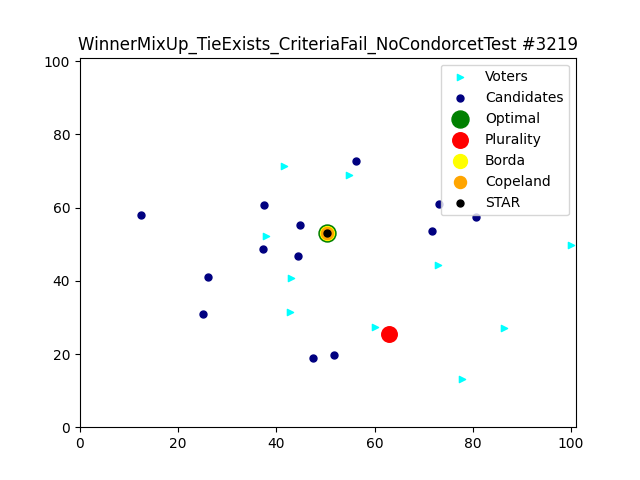 WinnerMixUp_TieExists_CriteriaFail_NoCondorcetTest #3219
Voters
Candidates
Optimal
Plurality
Borda
Copeland
STAR
100
80
60
40
20
0
0 20 40 60 80 100